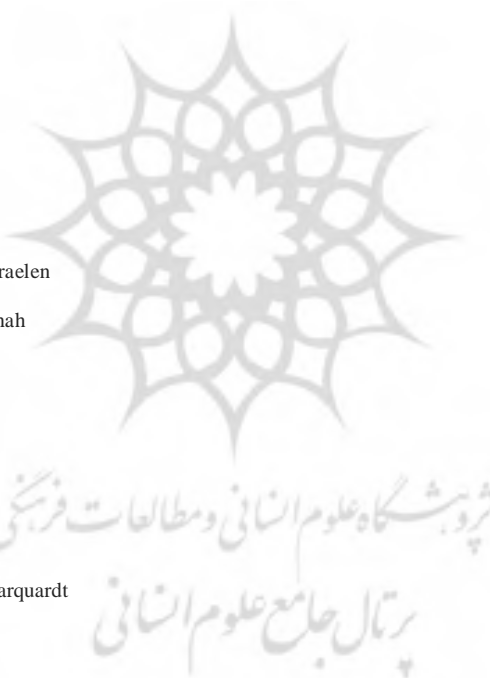 raelen
nah
پژوهشگاه علوم انسانی و مطالعات فرهنگی
arquardt
پرتال جامع علوم انسانی